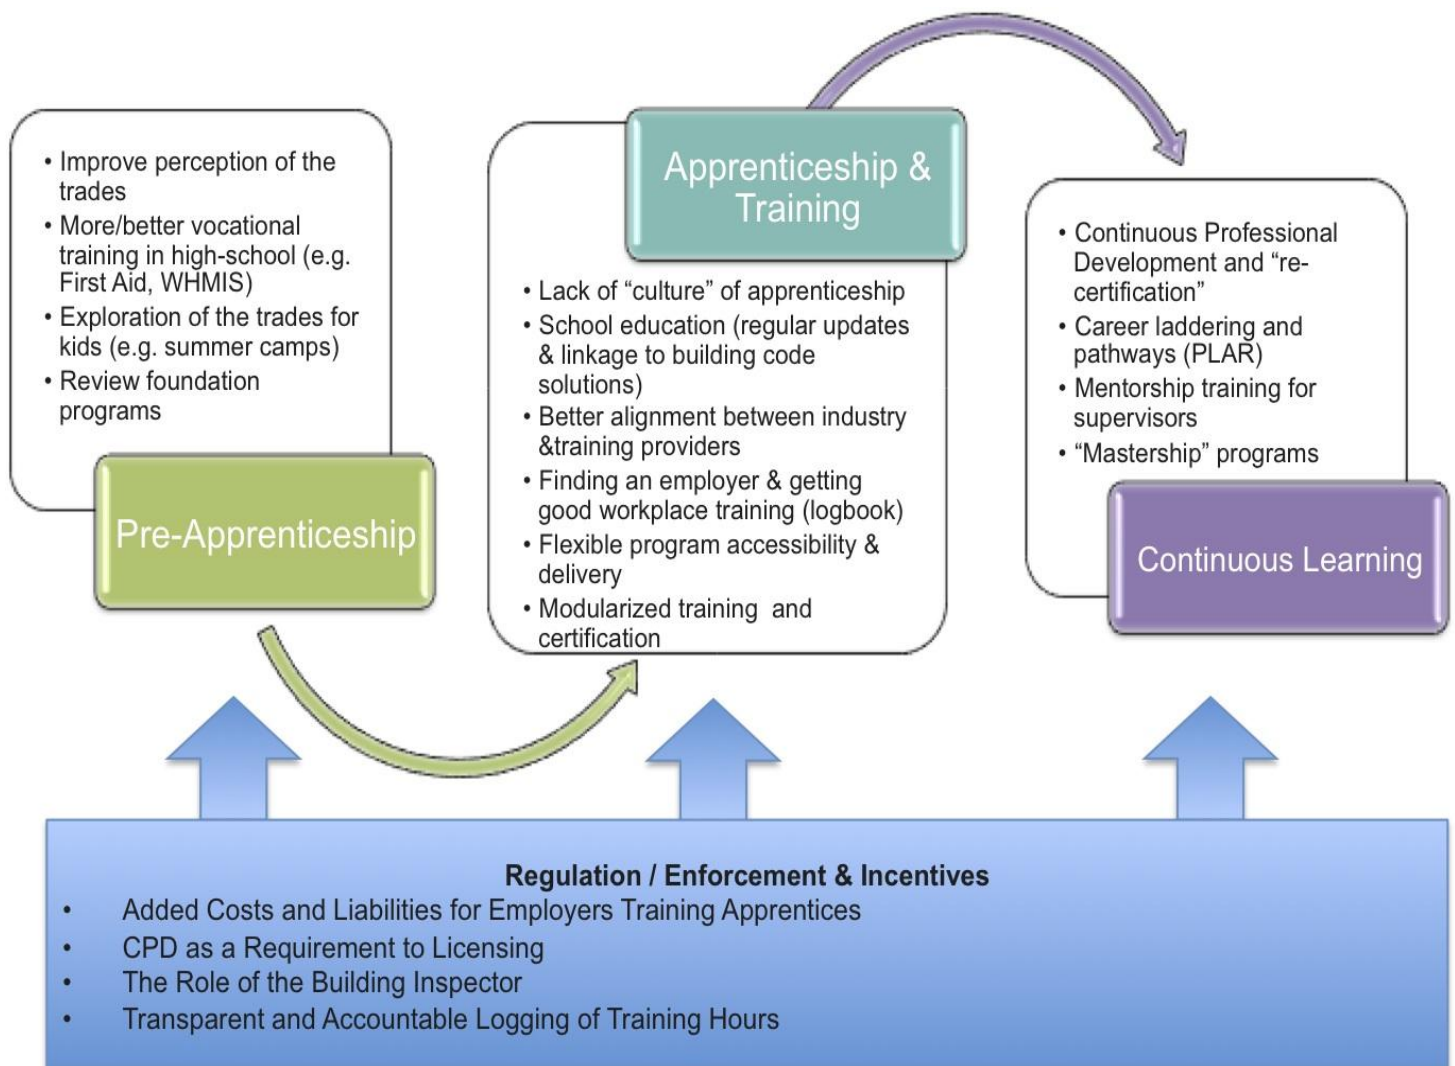 • Improve perception of the
trades
• More/better vocational
training in high-school (e.g.
First Aid, WHMIS)
• Exploration of the trades for
kids (e.g. summer camps)
• Review foundation
programs
Pre-Apprenticeship
Apprenticeship &
Training
• Lack of “culture” of apprenticeship
• School education (regular updates
& linkage to building code
solutions)
• Better alignment between industry
&training providers
• Finding an employer & getting
good workplace training (logbook)
• Flexible program accessibility &
delivery
• Modularized training and
certification
• Continuous Professional
Development and “re-
certification”
• Career laddering and
pathways (PLAR)
• Mentorship training for
supervisors
• “Mastership” programs
Continuous Learning
Regulation / Enforcement & Incentives
• Added Costs and Liabilities for Employers Training Apprentices
• CPD as a Requirement to Licensing
• The Role of the Building Inspector
• Transparent and Accountable Logging of Training Hours